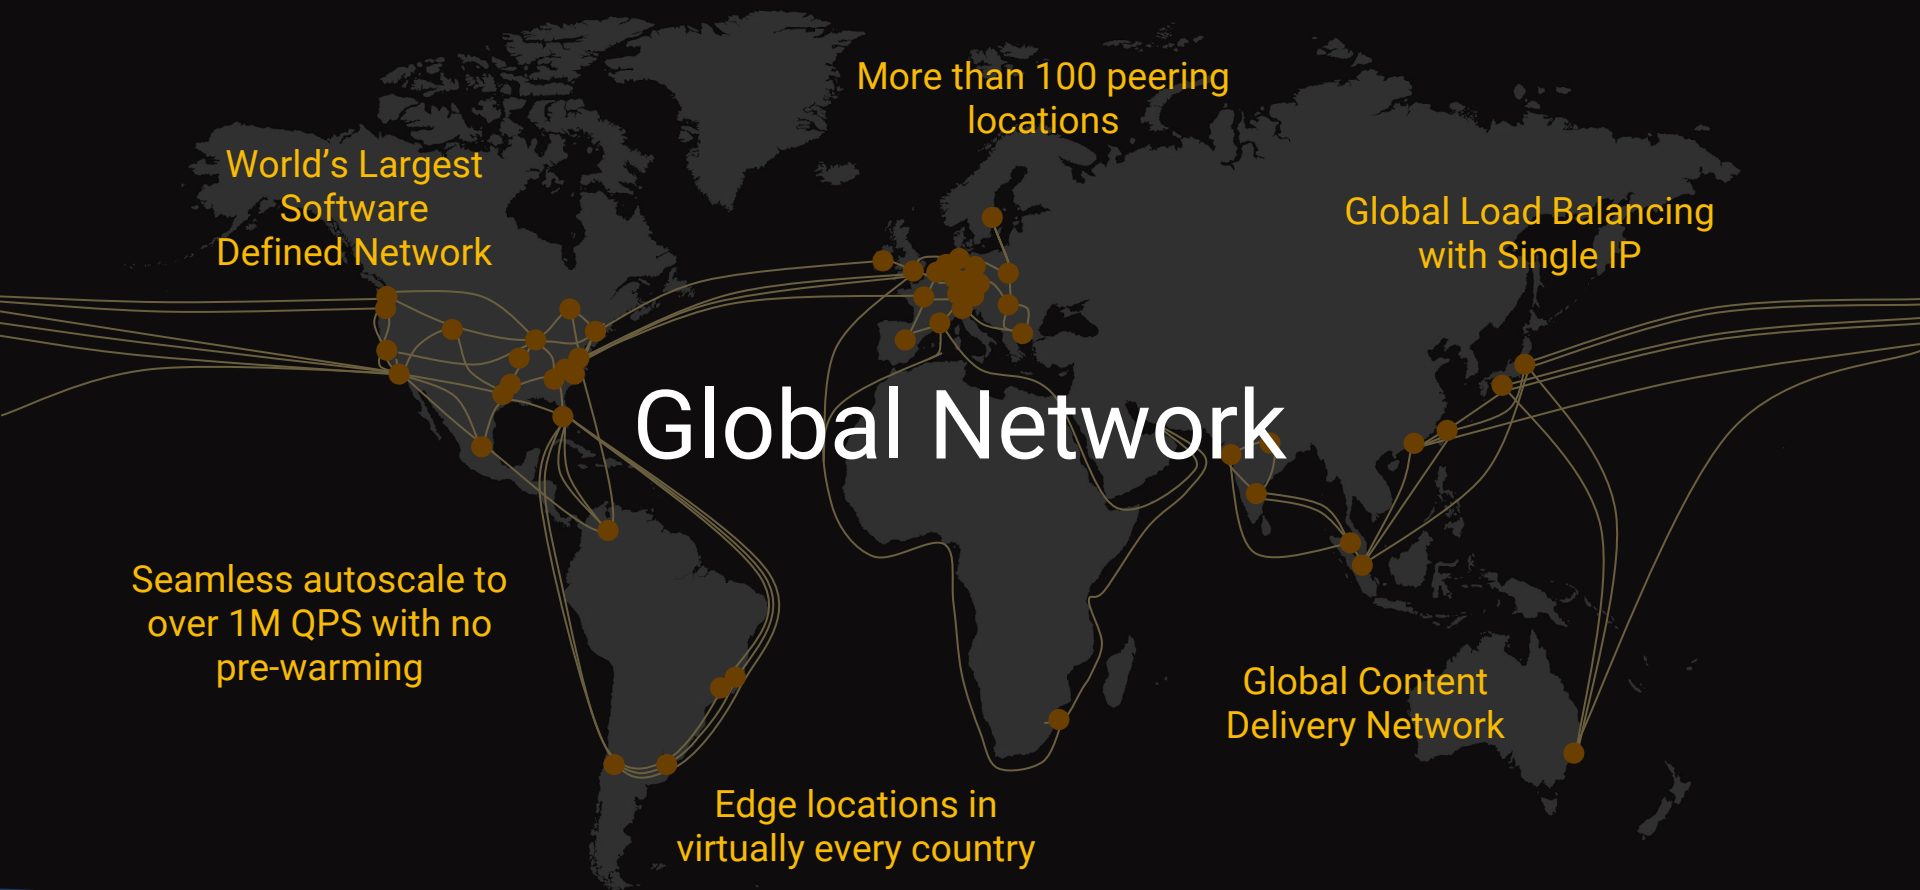 More than 100 peering
locations
World’s Largest
Software
Defined Network
Global Load Balancing
with Single IP
Global Network
Seamless autoscale to
over 1M QPS with no
pre-warming
Global Content
Delivery Network
Edge locations in
virtually every country